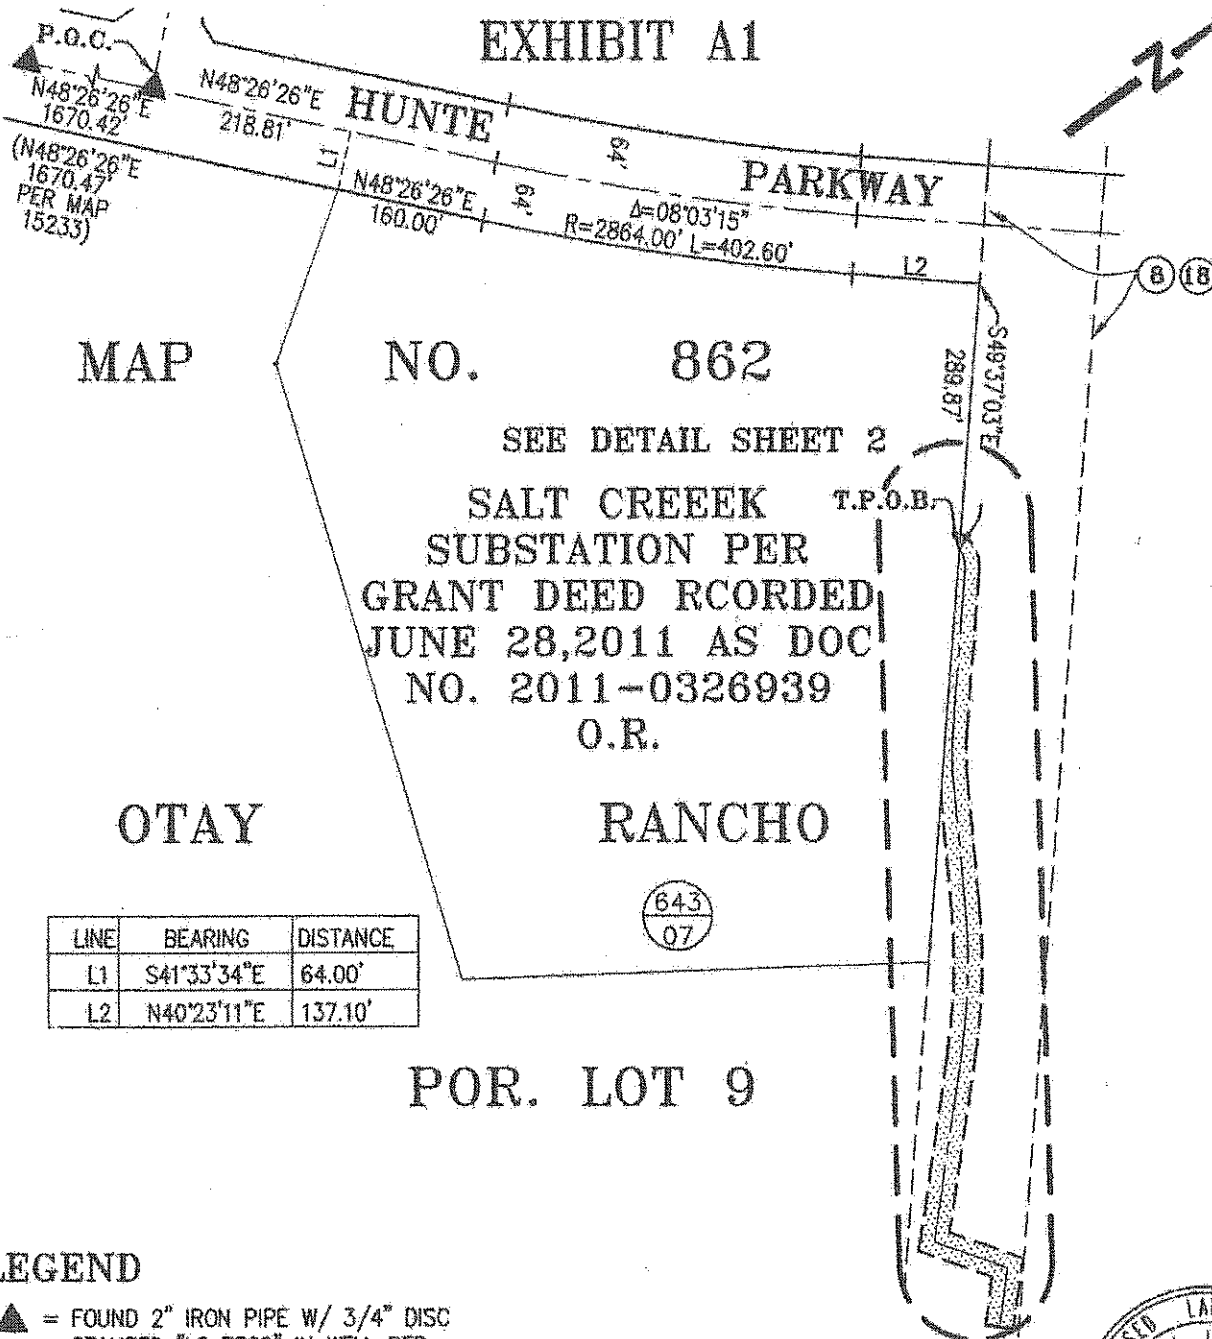 EXHIBIT A1
P.O.C.
N48°26'26"E
1670.42'
(N48°26'26"E
1670.47'
PER MAP
15233)
N48°26'26"E
218.81'
HUNTE
PARKWAY
L1
64'
64'
N48°26'26"E
160.00'
Δ=08°03'15"
R=2864.00' L=402.60'
L2
8 18
S49°37'03"E
289.87'
MAP NO. 862
SEE DETAIL SHEET 2
T.P.O.B.
SALT CREEEK
SUBSTATION PER
GRANT DEED RCORDED
JUNE 28,2011 AS DOC
NO. 2011-0326939
O.R.
OTAY RANCHO
643
07
LINE BEARING DISTANCE
L1 S41°33'34"E 64.00'
L2 N40°23'11"E 137.10'
POR. LOT 9
LEGEND
= FOUND 2" IRON PIPE W/ 3/4" DISC